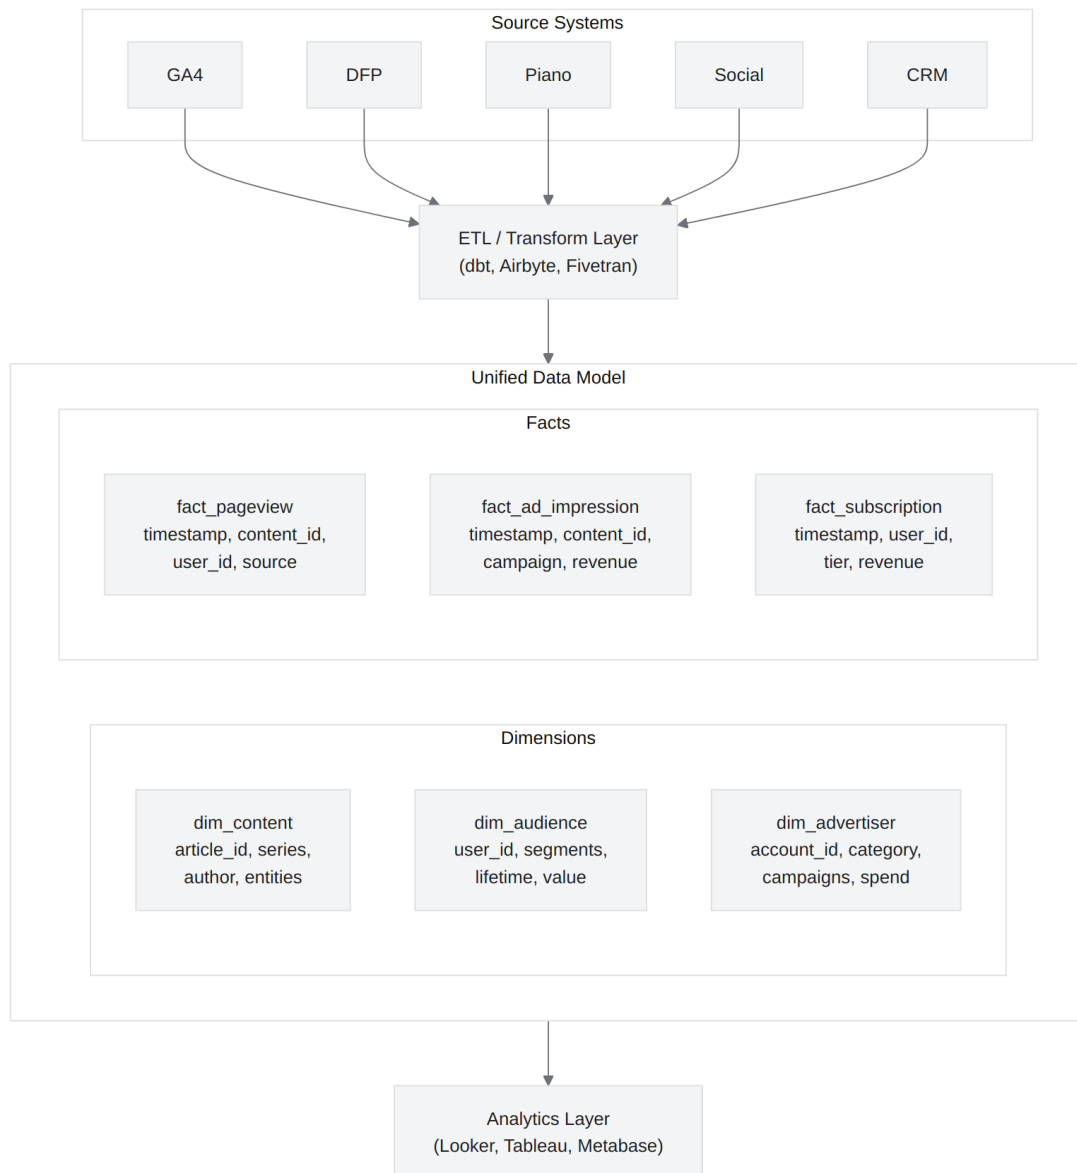 Source Systems
GA4
DFP
Piano
Social
CRM
ETL / Transform Layer
(dbt, Airbyte, Fivetran)
Unified Data Model
Facts
fact_pageview
timestamp, content_id,
user_id, source
fact_ad_impression
timestamp, content_id,
campaign, revenue
fact_subscription
timestamp, user_id,
tier, revenue
Dimensions
dim_content
article_id, series,
author, entities
dim_audience
user_id, segments,
lifetime, value
dim_advertiser
account_id, category,
campaigns, spend
Analytics Layer
(Looker, Tableau, Metabase)